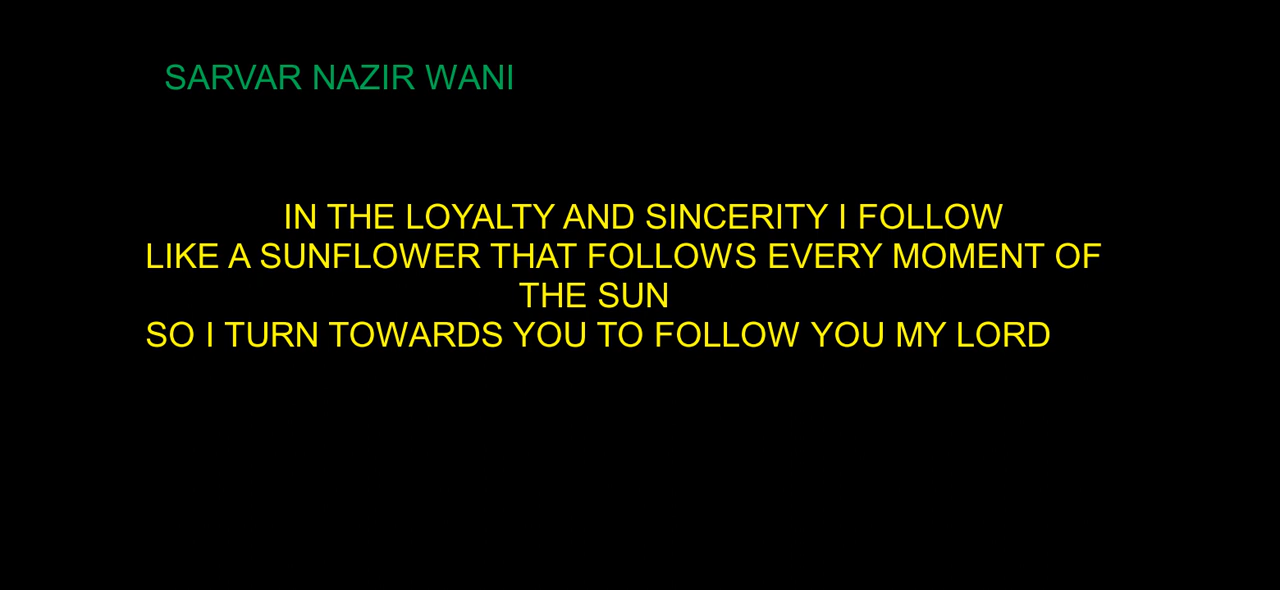 SARVAR NAZIR WANI
IN THE LOYALTY AND SINCERITY I FOLLOW
LIKE A SUNFLOWER THAT FOLLOWS EVERY MOMENT OF
THE SUN
SO I TURN TOWARDS YOU TO FOLLOW YOU MY LORD